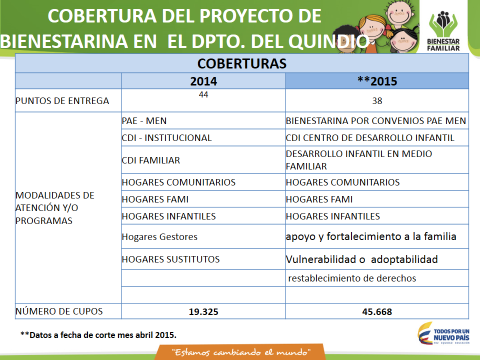 COBERTURA DEL PROYECTO DE
BIENESTARINA EN EL DPTO. DEL QUINDIO
BIENESTAR
FAMILIAR
COBERTURAS
2014 **2015
PUNTOS DE ENTREGA 44 38
MODALIDADES DE
ATENCIÓN Y/O
PROGRAMAS
PAE - MEN BIENESTARINA POR CONVENIOS PAE MEN
CDI - INSTITUCIONAL CDI CENTRO DE DESARROLLO INFANTIL
CDI FAMILIAR DESARROLLO INFANTIL EN MEDIO
FAMILIAR
HOGARES COMUNITARIOS HOGARES COMUNITARIOS
HOGARES FAMI HOGARES FAMI
HOGARES INFANTILES HOGARES INFANTILES
Hogares Gestores apoyo y fortalecimiento a la familia
HOGARES SUSTITUTOS Vulnerabilidad o adoptabilidad
restablecimiento de derechos
NÚMERO DE CUPOS 19.325 45.668
**Datos a fecha de corte mes abril 2015.
TODOS POR UN
NUEVO PAÍS
"Estamos cambiando el mundo"